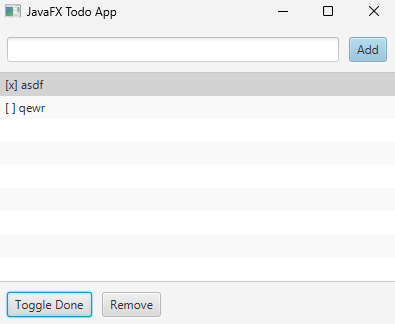 JavaFX Todo App
Add
[x] asdf
[ ] qewr
Toggle Done
Remove